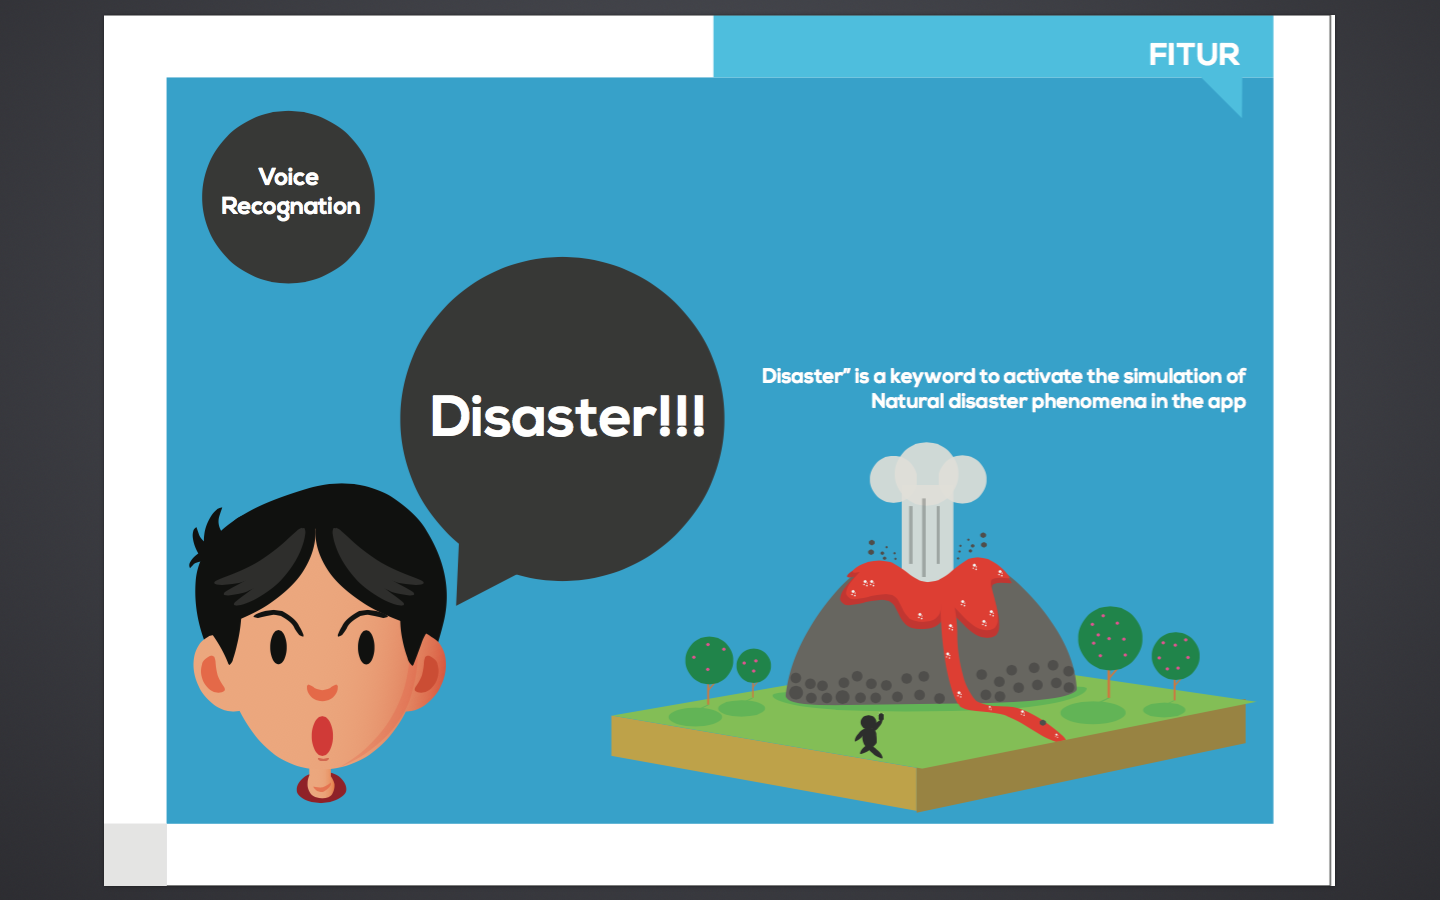 FITUR
Voice
Recognation
Disaster!!!
Disaster” is a keyword to activate the simulation of
Natural disaster phenomena in the app